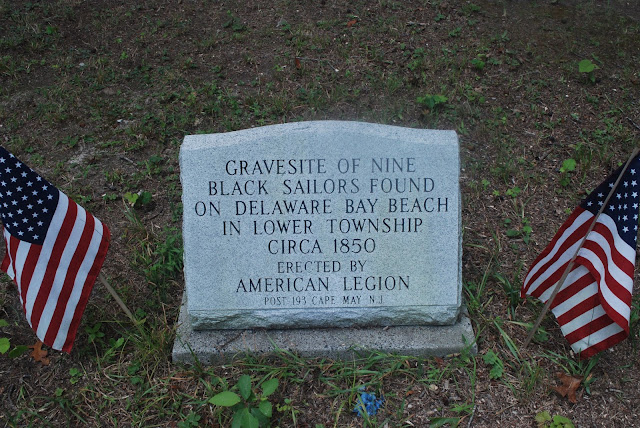 GRAVESITE OF NINE
BLACK SAILORS FOUND
ON DELAWARE BAY BEACH
IN LOWER TOWNSHIP
CIRCA 1850
ERECTED BY
AMERICAN LEGION
POST 193 CAPE MAY N.J.